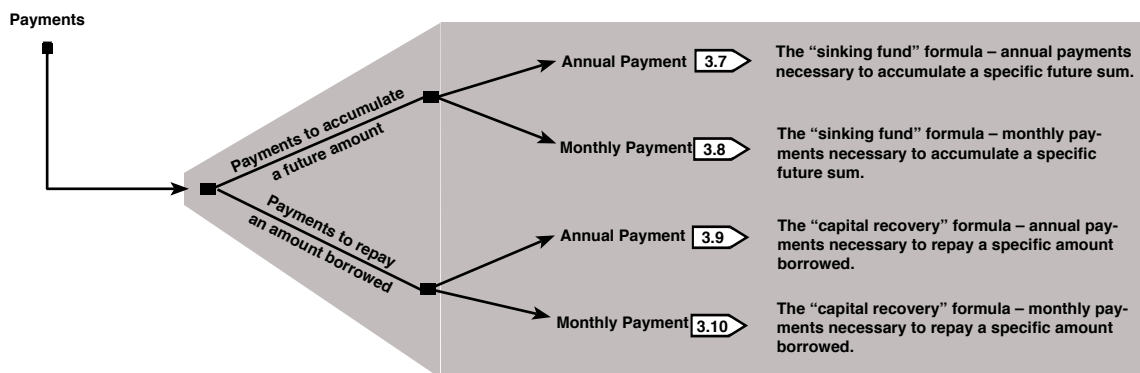 Payments
Payments to accumulate
a future amount
Annual Payment 3.7
The “sinking fund” formula – annual payments
necessary to accumulate a specific future sum.
Monthly Payment 3.8
The “sinking fund” formula – monthly pay-
ments necessary to accumulate a specific
future sum.
Payments to repay
an amount borrowed
Annual Payment 3.9
The “capital recovery” formula – annual pay-
ments necessary to repay a specific amount
borrowed.
Monthly Payment 3.10
The “capital recovery” formula – monthly pay-
ments necessary to repay a specific amount
borrowed.